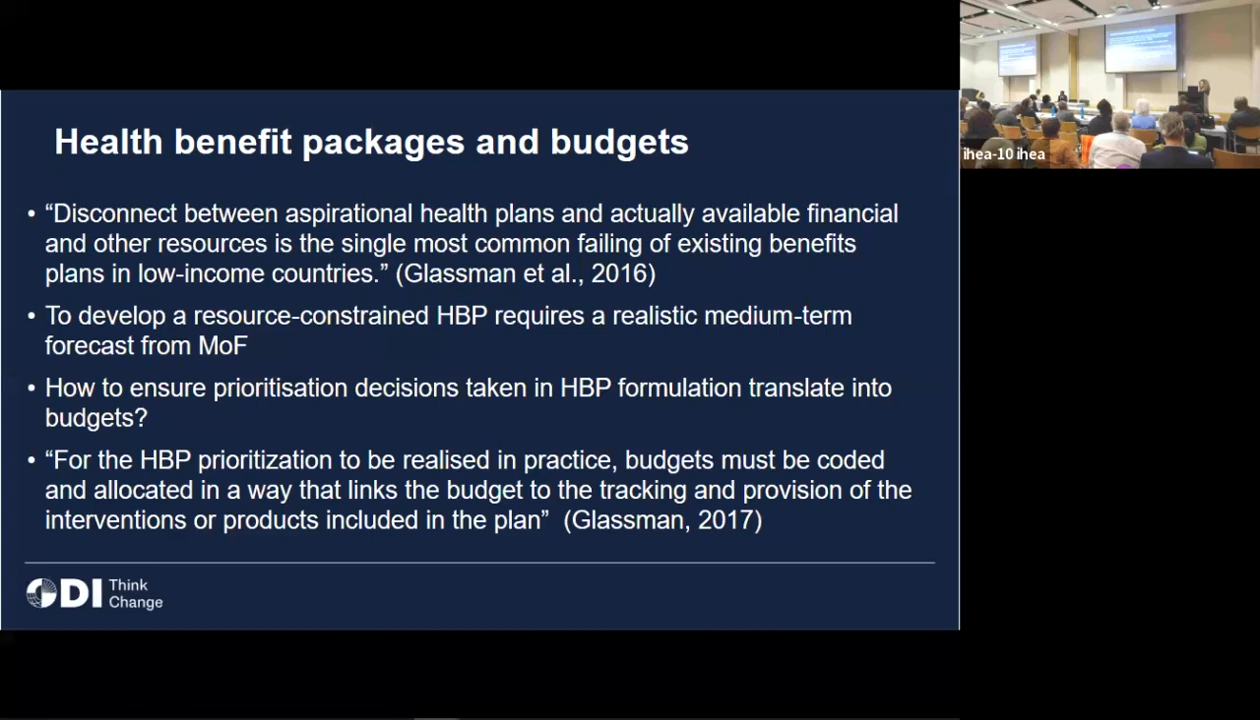 Health benefit packages and budgets
• “Disconnect between aspirational health plans and actually available financial
and other resources is the single most common failing of existing benefits
plans in low-income countries.” (Glassman et al., 2016)
• To develop a resource-constrained HBP requires a realistic medium-term
forecast from MoF
• How to ensure prioritisation decisions taken in HBP formulation translate into
budgets?
• “For the HBP prioritization to be realised in practice, budgets must be coded
and allocated in a way that links the budget to the tracking and provision of the
interventions or products included in the plan” (Glassman, 2017)
ODI Think
Change
ihea-10 ihea